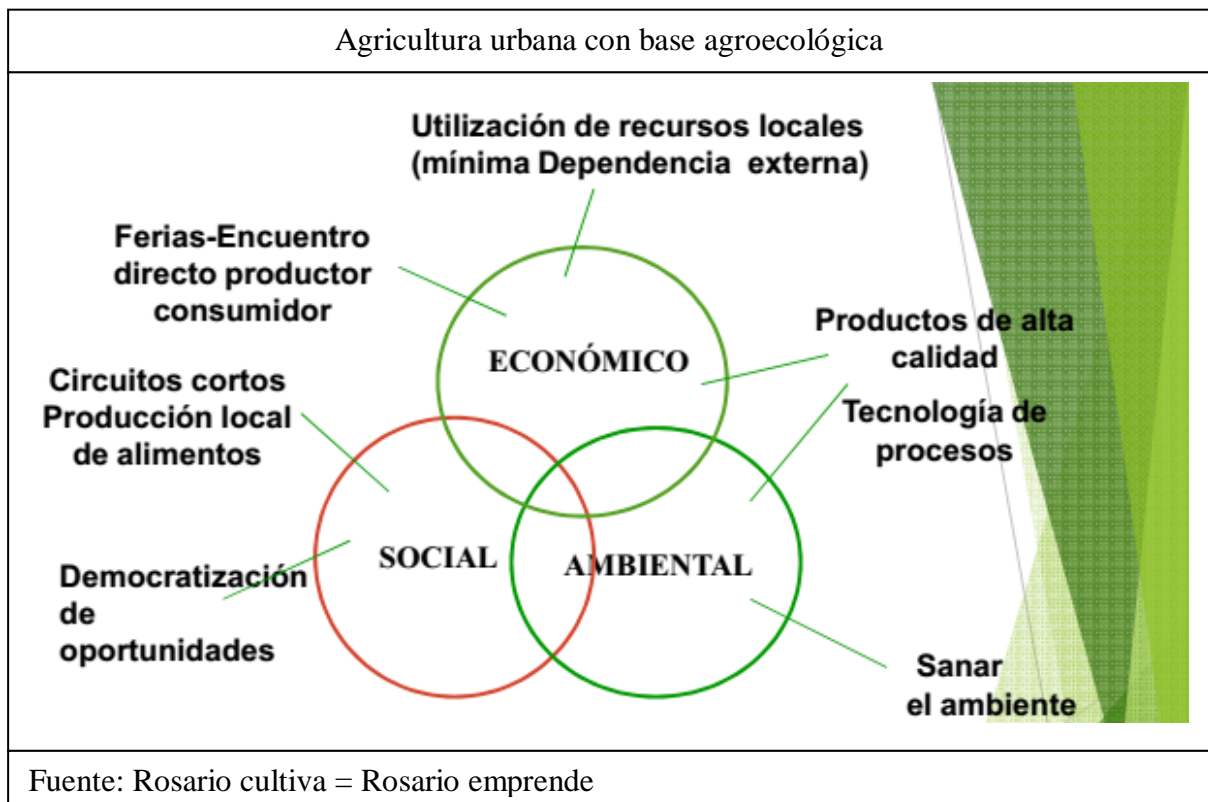 Agricultura urbana con base agroecológica
Utilización de recursos locales
(mínima Dependencia externa)
Ferias-Encuentro
directo productor
consumidor
ECONÓMICO
Productos de alta
calidad
Circuitos cortos
Producción local
de alimentos
Tecnología de
procesos
SOCIAL
AMBIENTAL
Democratización
de
oportunidades
Sanar
el ambiente
Fuente: Rosario cultiva = Rosario emprende